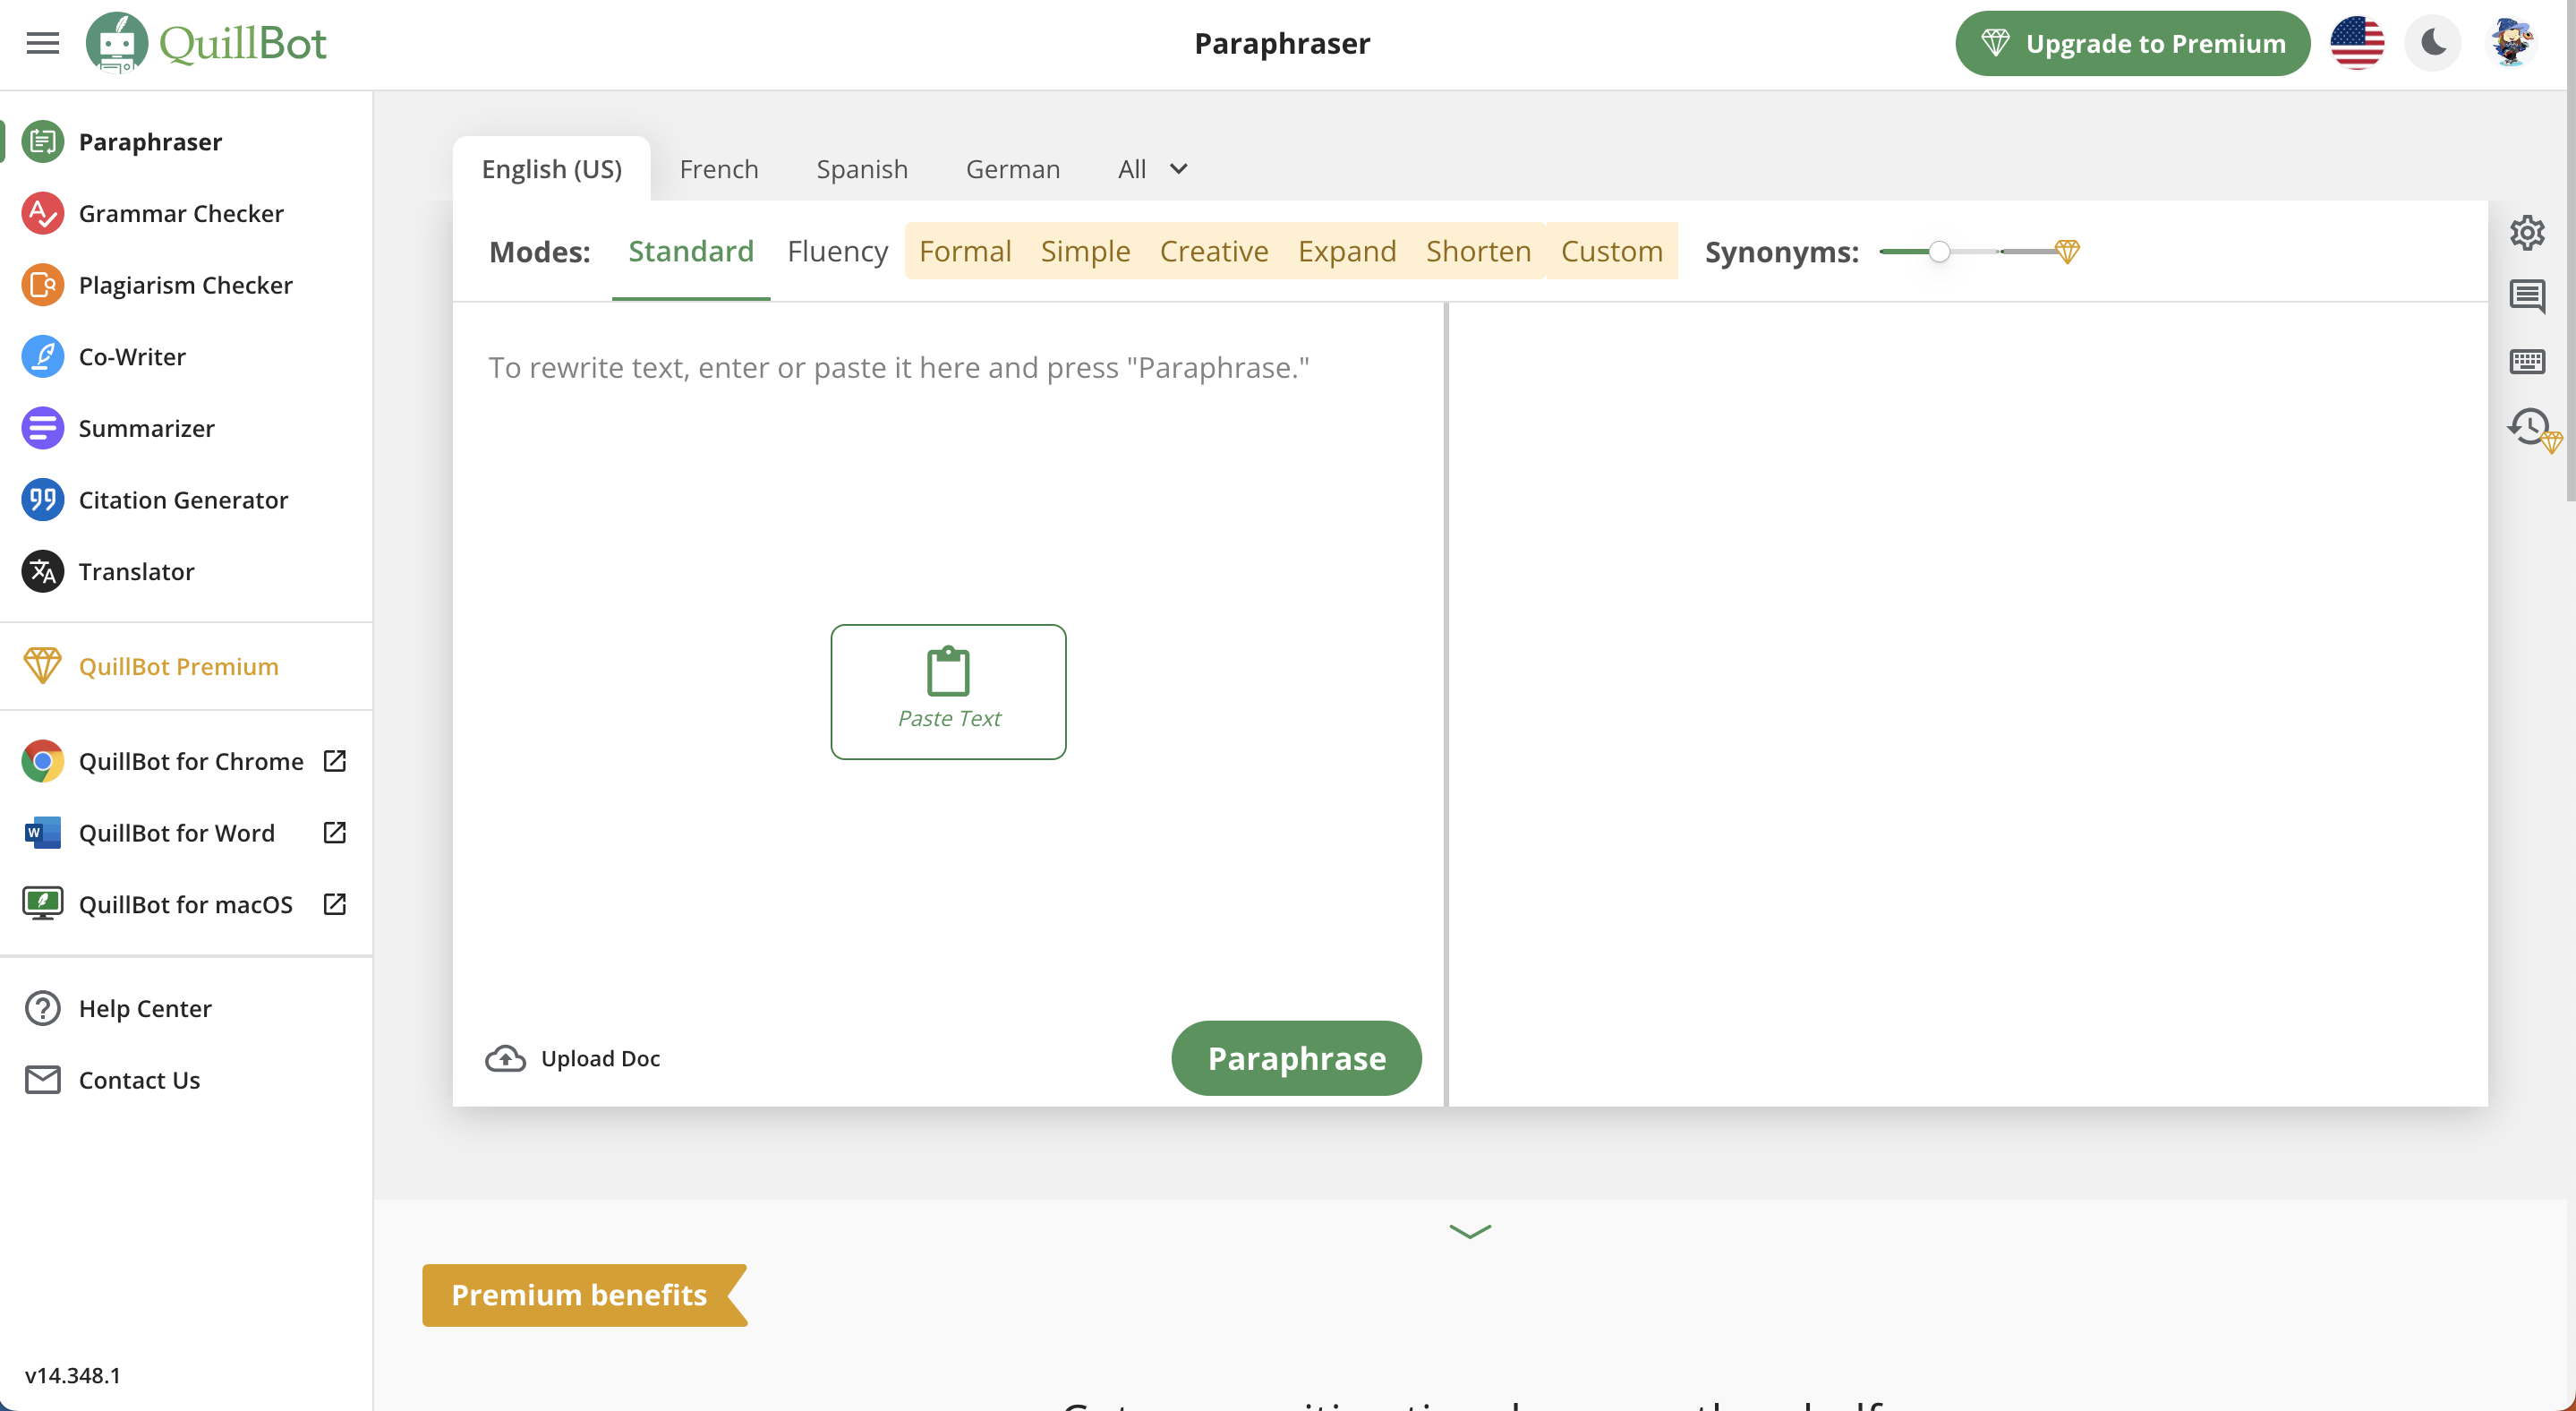 QuillBot
Paraphraser
Upgrade to Premium
Paraphraser
Grammar Checker
Plagiarism Checker
Co-Writer
Summarizer
Citation Generator
Translator
QuillBot Premium
QuillBot for Chrome
W QuillBot for Word
QuillBot for macOS
Help Center
Contact Us
v14.348.1
English (US) French Spanish German All
Modes: Standard Fluency Formal Simple Creative Expand Shorten Custom Synonyms:
To rewrite text, enter or paste it here and press "Paraphrase."
Paste Text
Upload Doc Paraphrase
Premium benefits